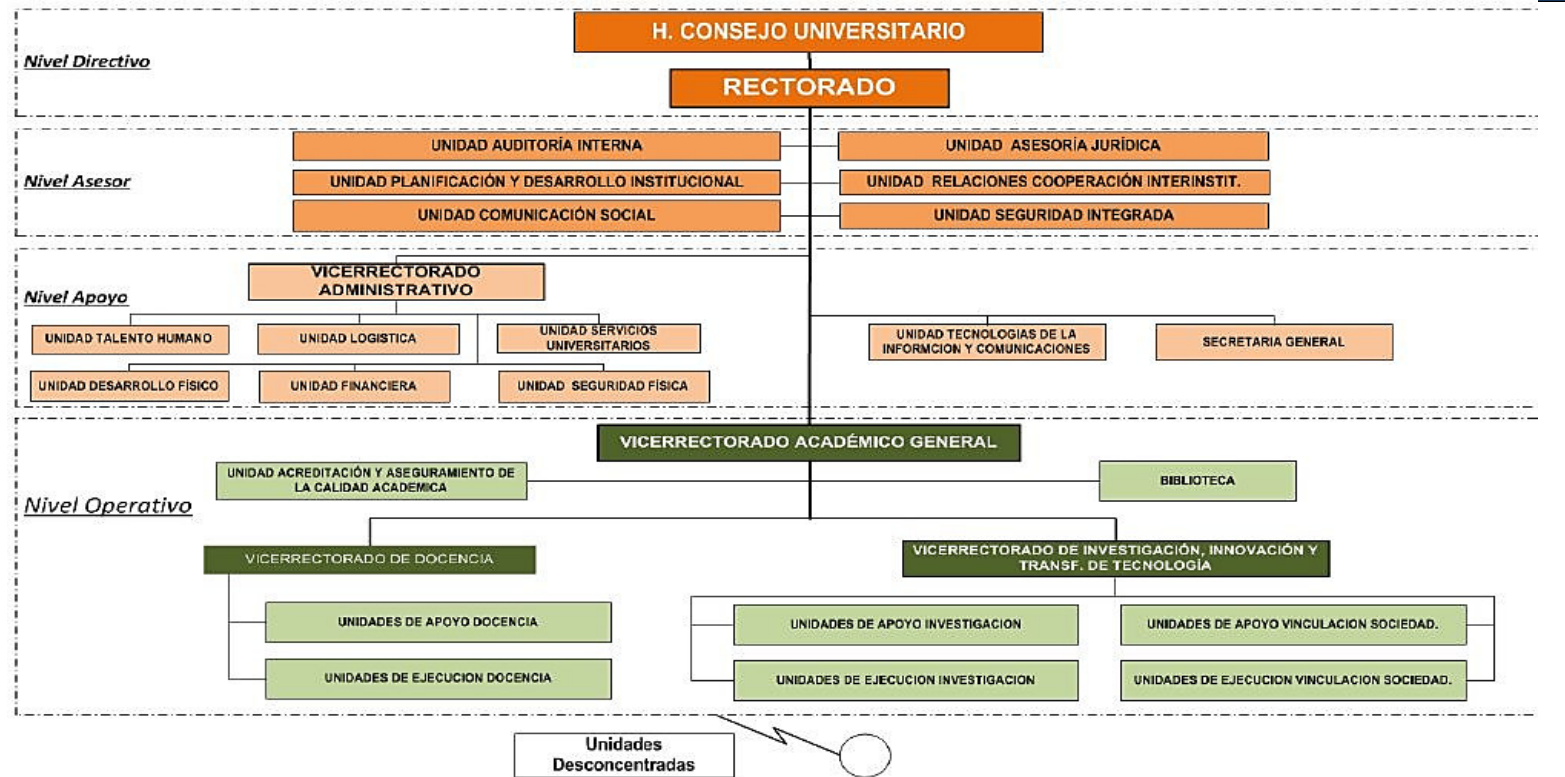 H. CONSEJO UNIVERSITARIO
Nivel Directivo
RECTORADO
UNIDAD AUDITORÍA INTERNA
UNIDAD ASESORÍA JURÍDICA
Nivel Asesor
UNIDAD PLANIFICACIÓN Y DESARROLLO INSTITUCIONAL
UNIDAD RELACIONES COOPERACIÓN INTERINSTIT.
UNIDAD COMUNICACIÓN SOCIAL
UNIDAD SEGURIDAD INTEGRADA
VICERRECTORADO
ADMINISTRATIVO
Nivel Apoyo
UNIDAD TALENTO HUMANO
UNIDAD LOGISTICA
UNIDAD SERVICIOS
UNIVERSITARIOS
UNIDAD TECNOLOGIAS DE LA
INFORMCION Y COMUNICACIONES
SECRETARIA GENERAL
UNIDAD DESARROLLO FÍSICO
UNIDAD FINANCIERA
UNIDAD SEGURIDAD FÍSICA
VICERRECTORADO ACADÉMICO GENERAL
UNIDAD ACREDITACIÓN Y ASEGURAMIENTO DE
LA CALIDAD ACADEMICA
BIBLIOTECA
Nivel Operativo
VICERRECTORADO DE DOCENCIA
VICERRECTORADO DE INVESTIGACIÓN, INNOVACIÓN Y
TRANSF. DE TECNOLOGÍA
UNIDADES DE APOYO DOCENCIA
UNIDADES DE APOYO INVESTIGACION
UNIDADES DE APOYO VINCULACION SOCIEDAD.
UNIDADES DE EJECUCION DOCENCIA
UNIDADES DE EJECUCION INVESTIGACION
UNIDADES DE EJECUCION VINCULACION SOCIEDAD.
Unidades
Desconcentradas